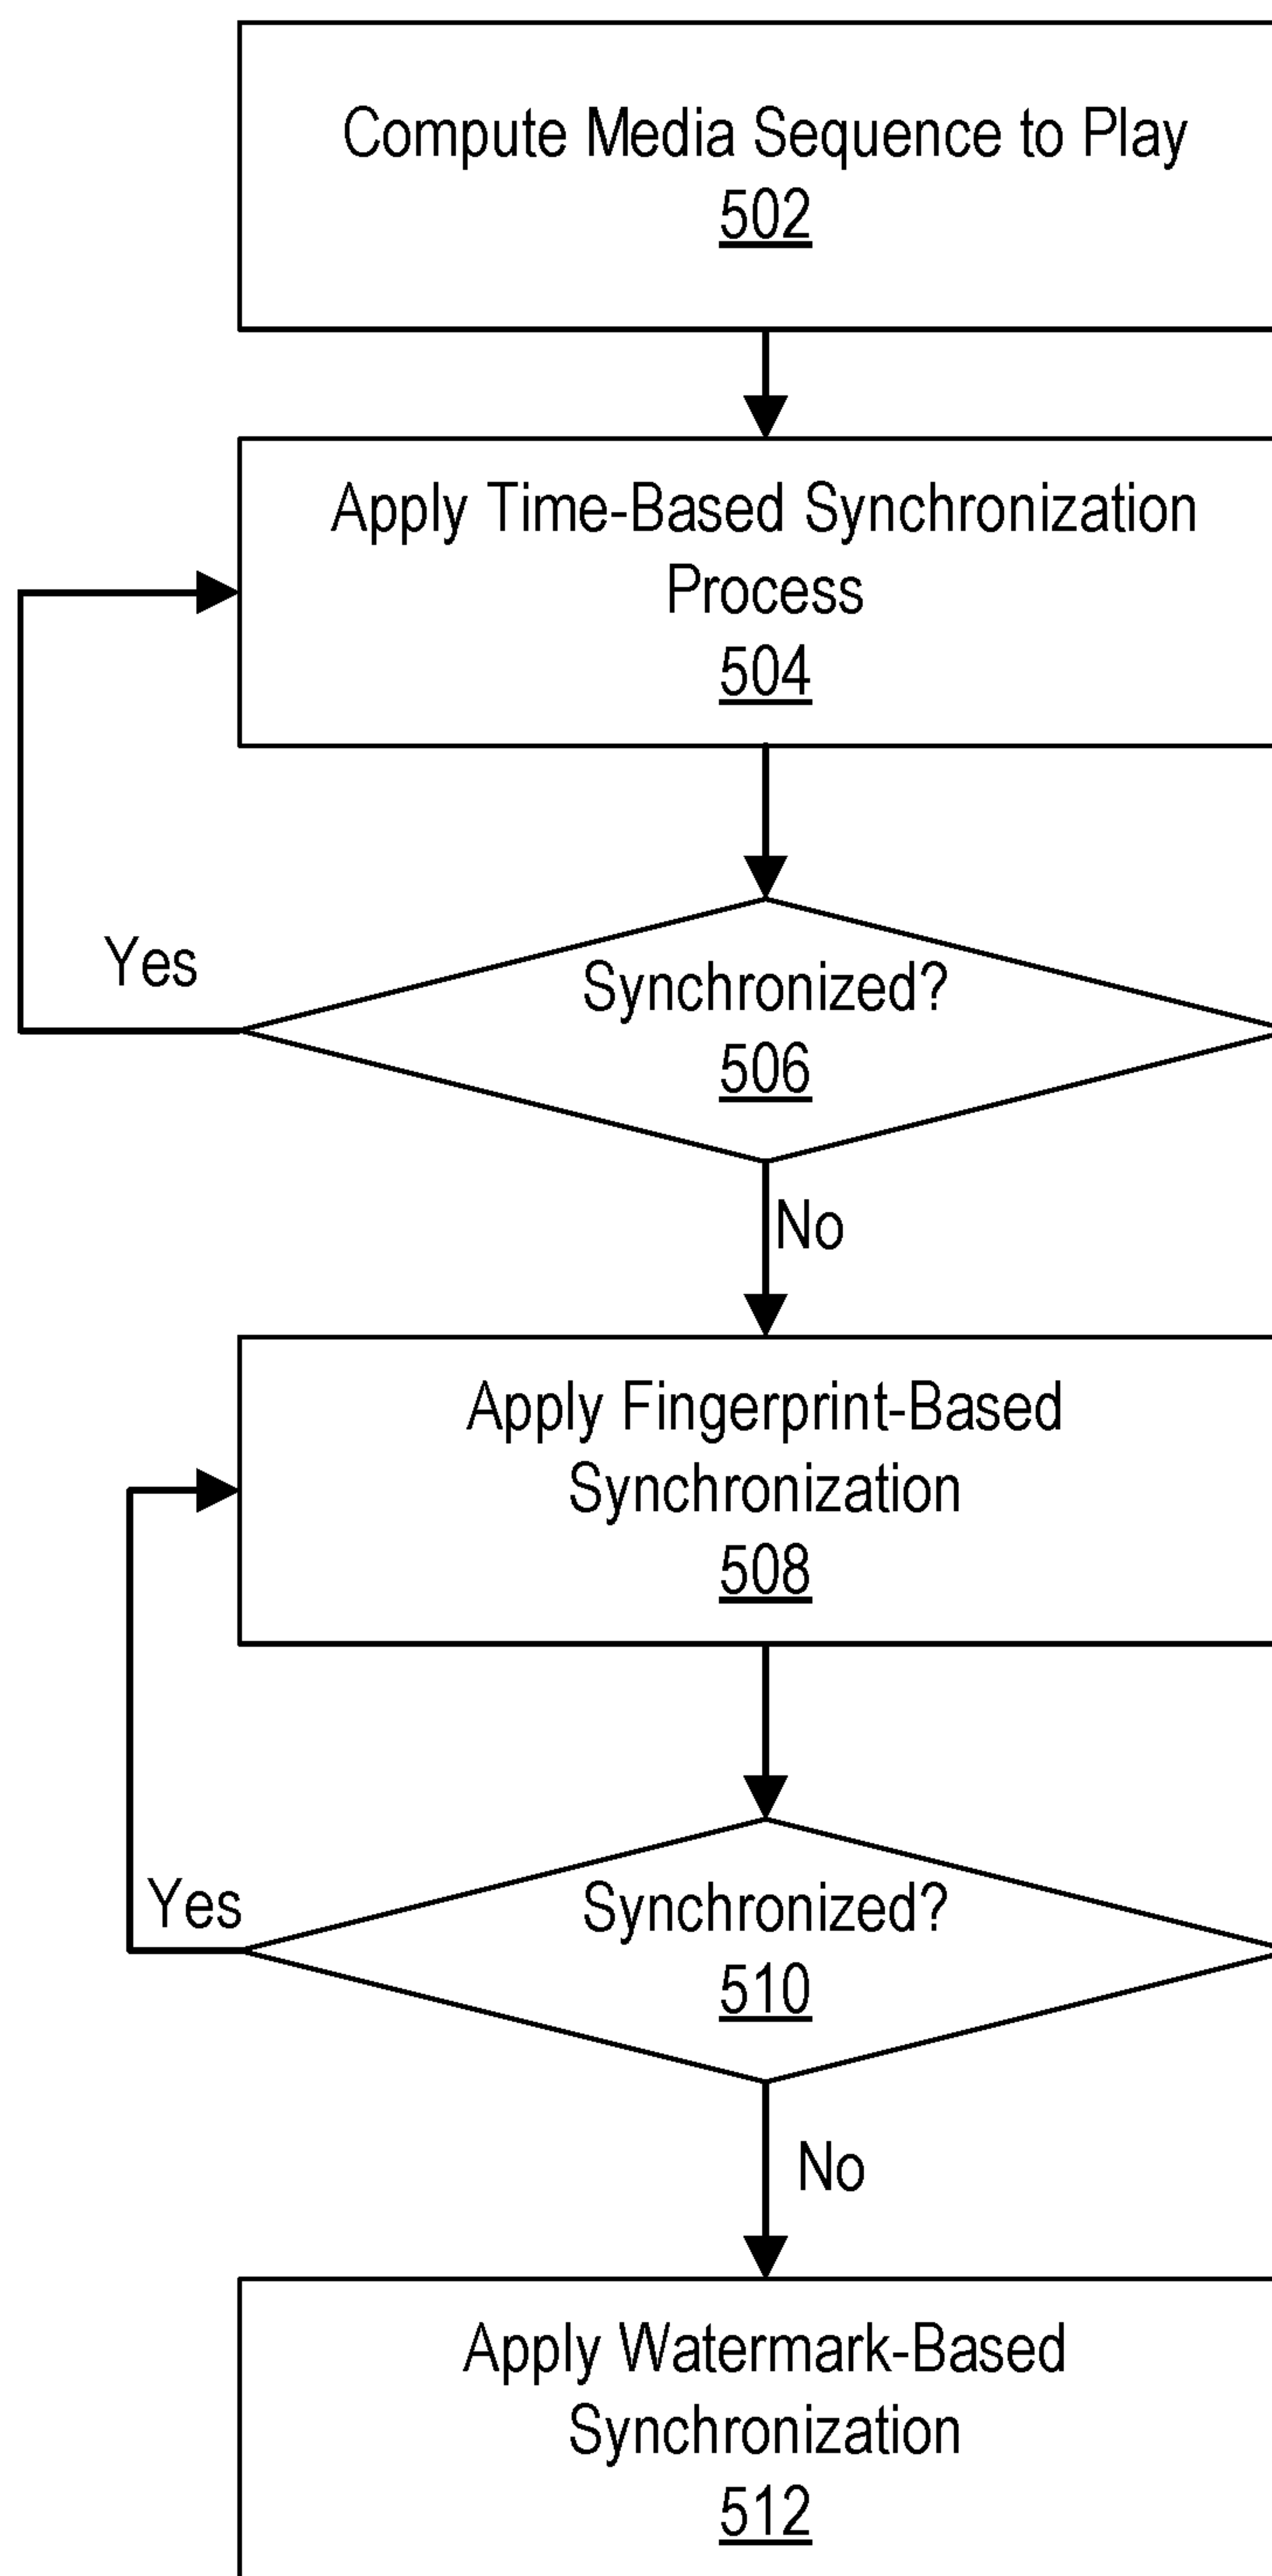 Compute Media Sequence to Play
502
Apply Time-Based Synchronization
Process
504
Yes
Synchronized?
506
No
Apply Fingerprint-Based
Synchronization
508
Yes
Synchronized?
510
No
Apply Watermark-Based
Synchronization
512